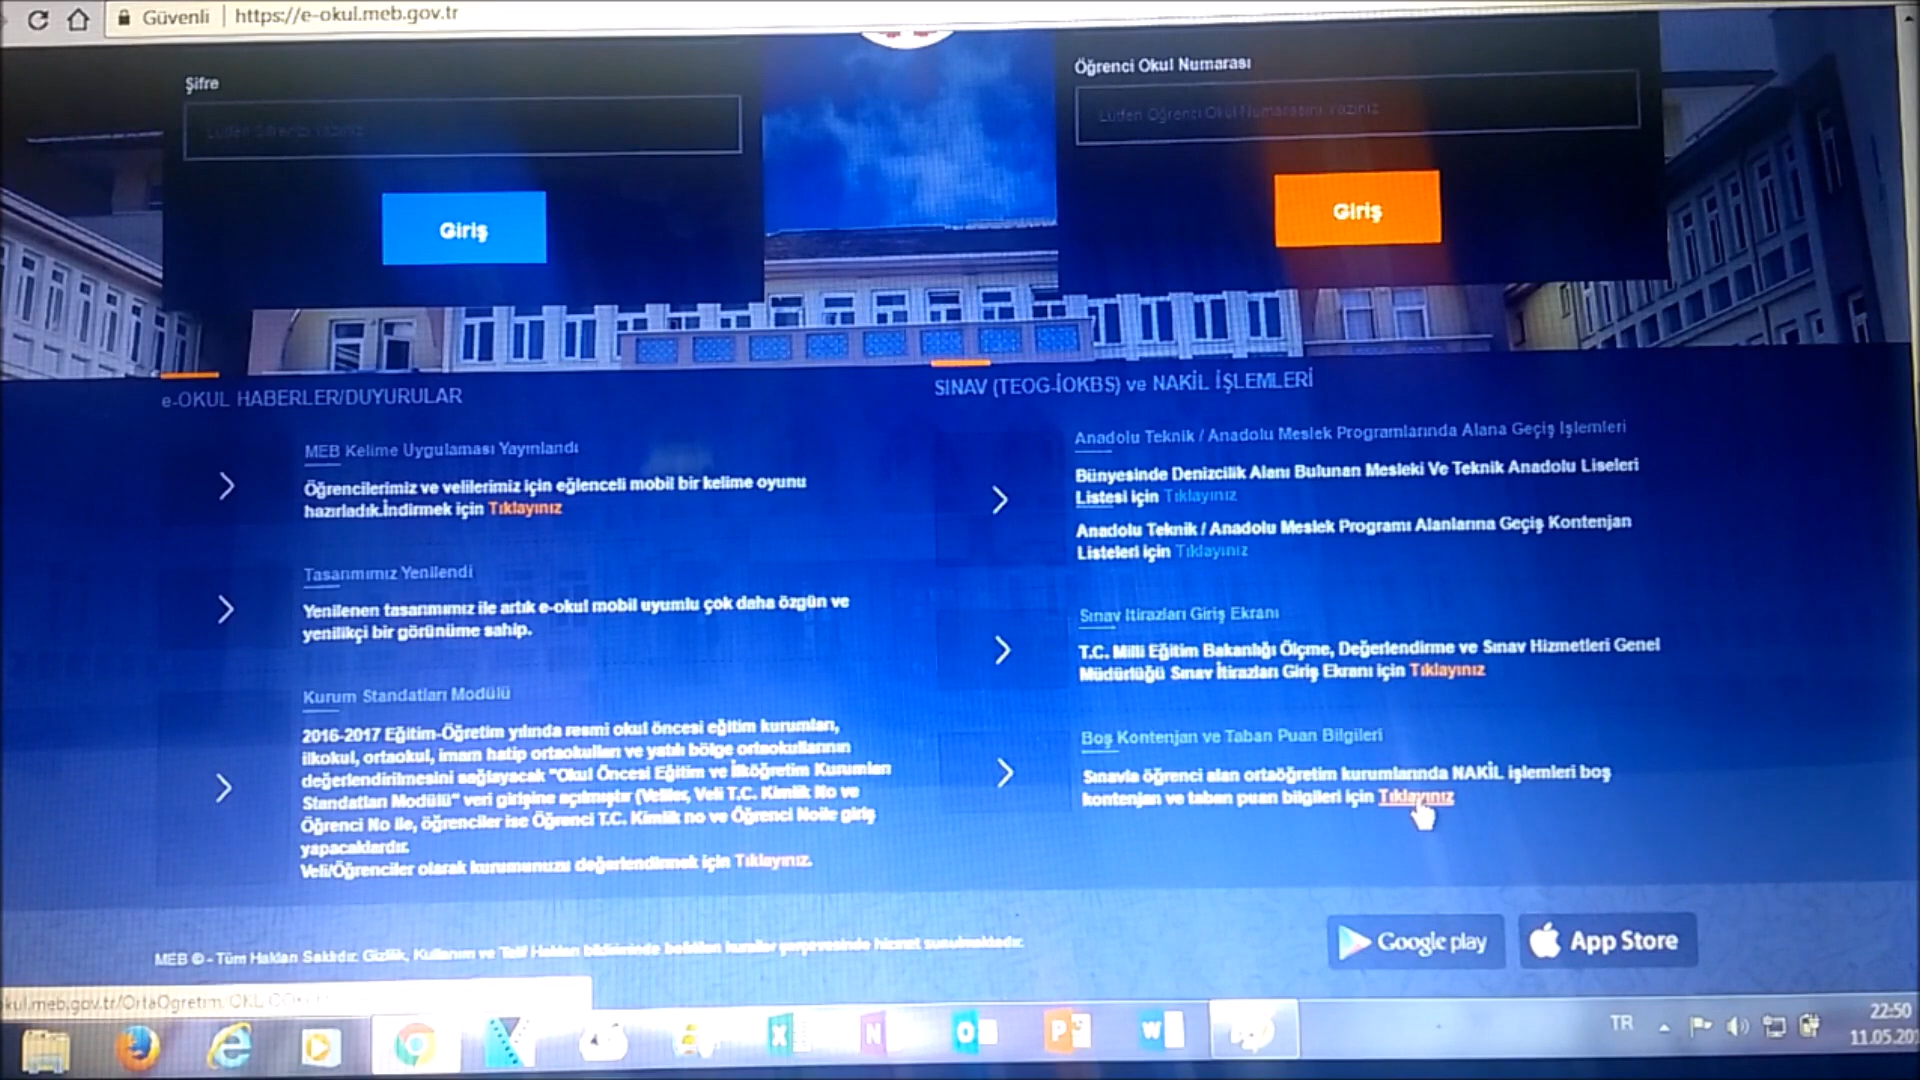 Güvenli | https://e-okul.meb.gov.tr
Şifre
Lütfen Şifrenizi Yazınız
Giriş
Öğrenci Okul Numarası
Lütfen Öğrenci Okul Numarasını Yazınız
Giriş
e-OKUL HABERLER/DUYURULAR
MEB Kelime Uygulaması Yayınlandı
Öğrencilerimiz ve velilerimiz için eğlenceli mobil bir kelime oyunu
hazırladık.İndirmek için Tıklayınız
Tasarımımız Yenilendi
Yenilenen tasarımımız ile artık e-okul mobil uyumlu çok daha özgün ve
yenilikçi bir görünüme sahip.
Kurum Standatları Modülü
2016-2017 Eğitim-Öğretim yılında resmi okul öncesi eğitim kurumları,
ilkokul, ortaokul, imam hatip ortaokulları ve yatılı bölge ortaokullarının
değerlendirilmesini sağlayacak "Okul Öncesi Eğitim ve İlköğretim Kurumları
Standatları Modülü" veri girişine açılmıştır (Veliler, Veli T.C. Kimlik No ve
Öğrenci No ile, öğrenciler ise Öğrenci T.C. Kimlik no ve Öğrenci Noile giriş
yapacaklardır.
Veli/Öğrenciler olarak kurumunuzu değerlendirmek için Tıklayınız.
SINAV (TEOG-İOKBS) ve NAKİL İŞLEMLERİ
Anadolu Teknik / Anadolu Meslek Programlarında Alana Geçiş İşlemleri
Bünyesinde Denizcilik Alanı Bulunan Mesleki Ve Teknik Anadolu Liseleri
Listesi için Tıklayınız
Anadolu Teknik / Anadolu Meslek Programı Alanlarına Geçiş Kontenjan
Listeleri için Tıklayınız
Sınav İtirazları Giriş Ekranı
T.C. Milli Eğitim Bakanlığı Ölçme, Değerlendirme ve Sınav Hizmetleri Genel
Müdürlüğü Sınav İtirazları Giriş Ekranı için Tıklayınız
Boş Kontenjan ve Taban Puan Bilgileri
Sınavla öğrenci alan ortaöğretim kurumlarında NAKİL işlemleri boş
kontenjan ve taban puan bilgileri için Tıklayınız
MEB © - Tüm Hakları Saklıdır. Gizlilik, Kullanım ve Telif Hakları bildiriminde belirtilen kurallar çerçevesinde hizmet sunulmaktadır.
Google play
App Store
kul.meb.gov.tr/OrtaOgretim/OKL
TR
22:50
11.05.20